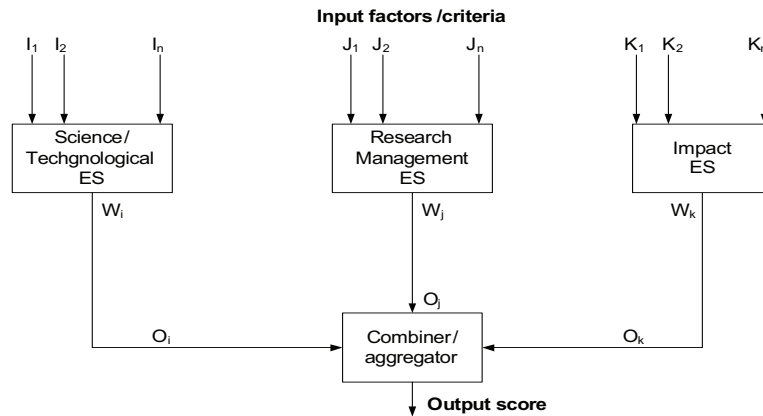 Input factors /criteria
I1 I2 In J1 J2 Jn K1 K2 Kn
Science/
Techgnological
ES
Research
Management
ES
Impact
ES
Wi Wj Wk
Oj
Oi Ok
Combiner/
aggregator
Output score